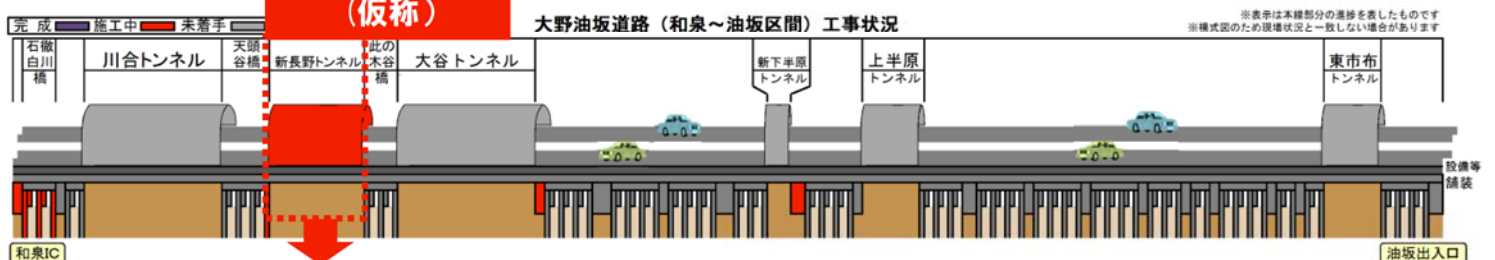 (仮称)
完 成 施工中 未着手
大野油坂道路(和泉~油坂区間)工事状況
※表示は本線部分の進捗を表したものです
※模式図のため現場状況と一致しない場合があります
石徹
白川
橋
川合トンネル
天頭
谷橋
新長野トンネル
此の
木谷
橋
大谷トンネル
新下半原
トンネル
上半原
トンネル
東市布
トンネル
設備等
舗装
和泉IC
油坂出入口